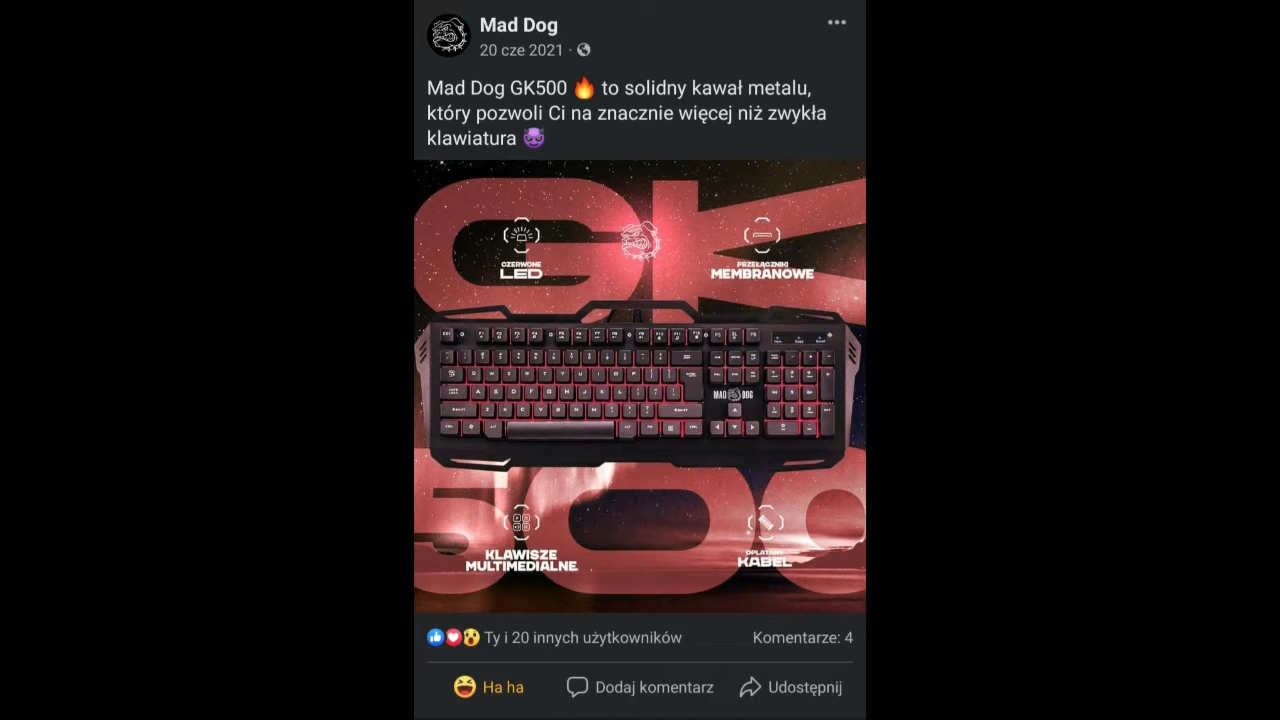 Mad Dog
20 cze 2021
Mad Dog GK500 🔥 to solidny kawał metalu,
który pozwoli Ci na znacznie więcej niż zwykła
klawiatura 😈
GK
CZERWONE
LED
PRZEŁĄCZNIKI
MEMBRANOWE
MAD DOG
500
KLAWISZE
MULTIMEDIALNE
OPLATANY
KABEL
Ty i 20 innych użytkowników
Komentarze: 4
Ha ha
Dodaj komentarz
Udostępnij